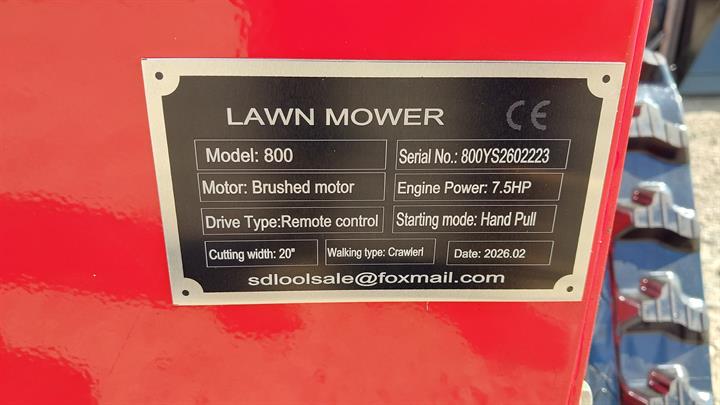 LAWN MOWER CE
Model: 800
Serial No.: 800YS2602223
Motor: Brushed motor
Engine Power: 7.5HP
Drive Type:Remote control
Starting mode: Hand Pull
Cutting width: 20"
Walking type: Crawlerl
Date: 2026.02
sdloolsale@foxmail.com